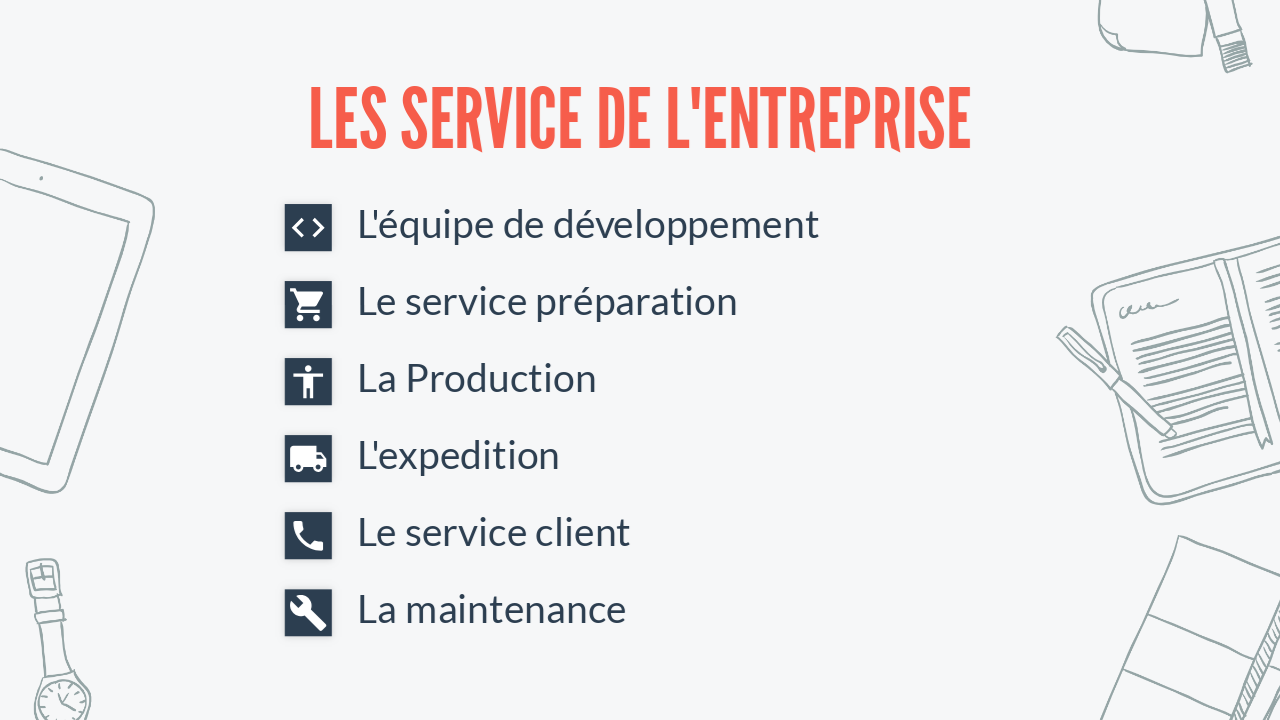 LES SERVICE DE L'ENTREPRISE
L'équipe de développement
Le service préparation
La Production
L'expedition
Le service client
La maintenance